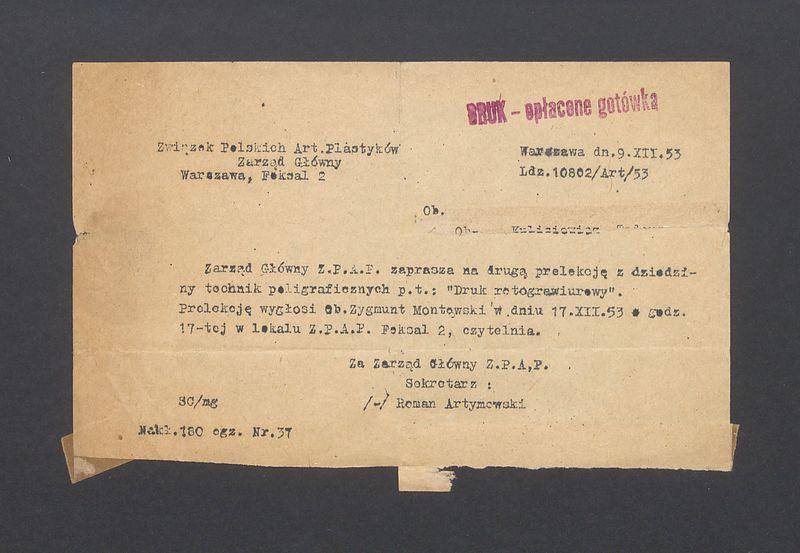 DRUK - opłacone gotówką
Związek Polskich Art.Plastyków
Zarząd Główny
Warszawa, Foksal 2
Warszawa dn.9.XII.53
Ldz.10802/Art/53
Ob.
Ob. Kulisiewicz
Zarząd Główny Z.P.A.P. zaprasza na drugą prelekcję z dziedzi-
ny technik poligraficznych p.t.: "Druk rotograwiurowy".
Prelekcję wygłosi Ob.Zygmunt Montowski w dniu 17.XII.53 o godz.
17-tej w lokalu Z.P.A.P. Foksal 2, czytelnia.
Za Zarząd Główny Z.P.A,P.
Sekretarz :
SC/mg
/-/ Roman Artymowski
Nakł.180 egz. Nr.37